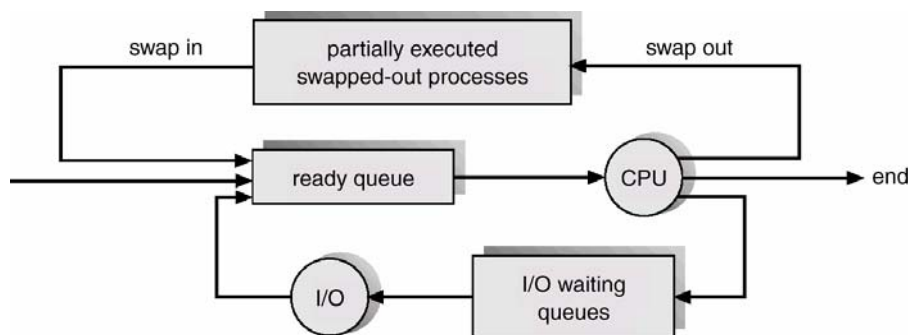 swap in
partially executed
swapped-out processes
swap out
ready queue
CPU
end
I/O
I/O waiting
queues